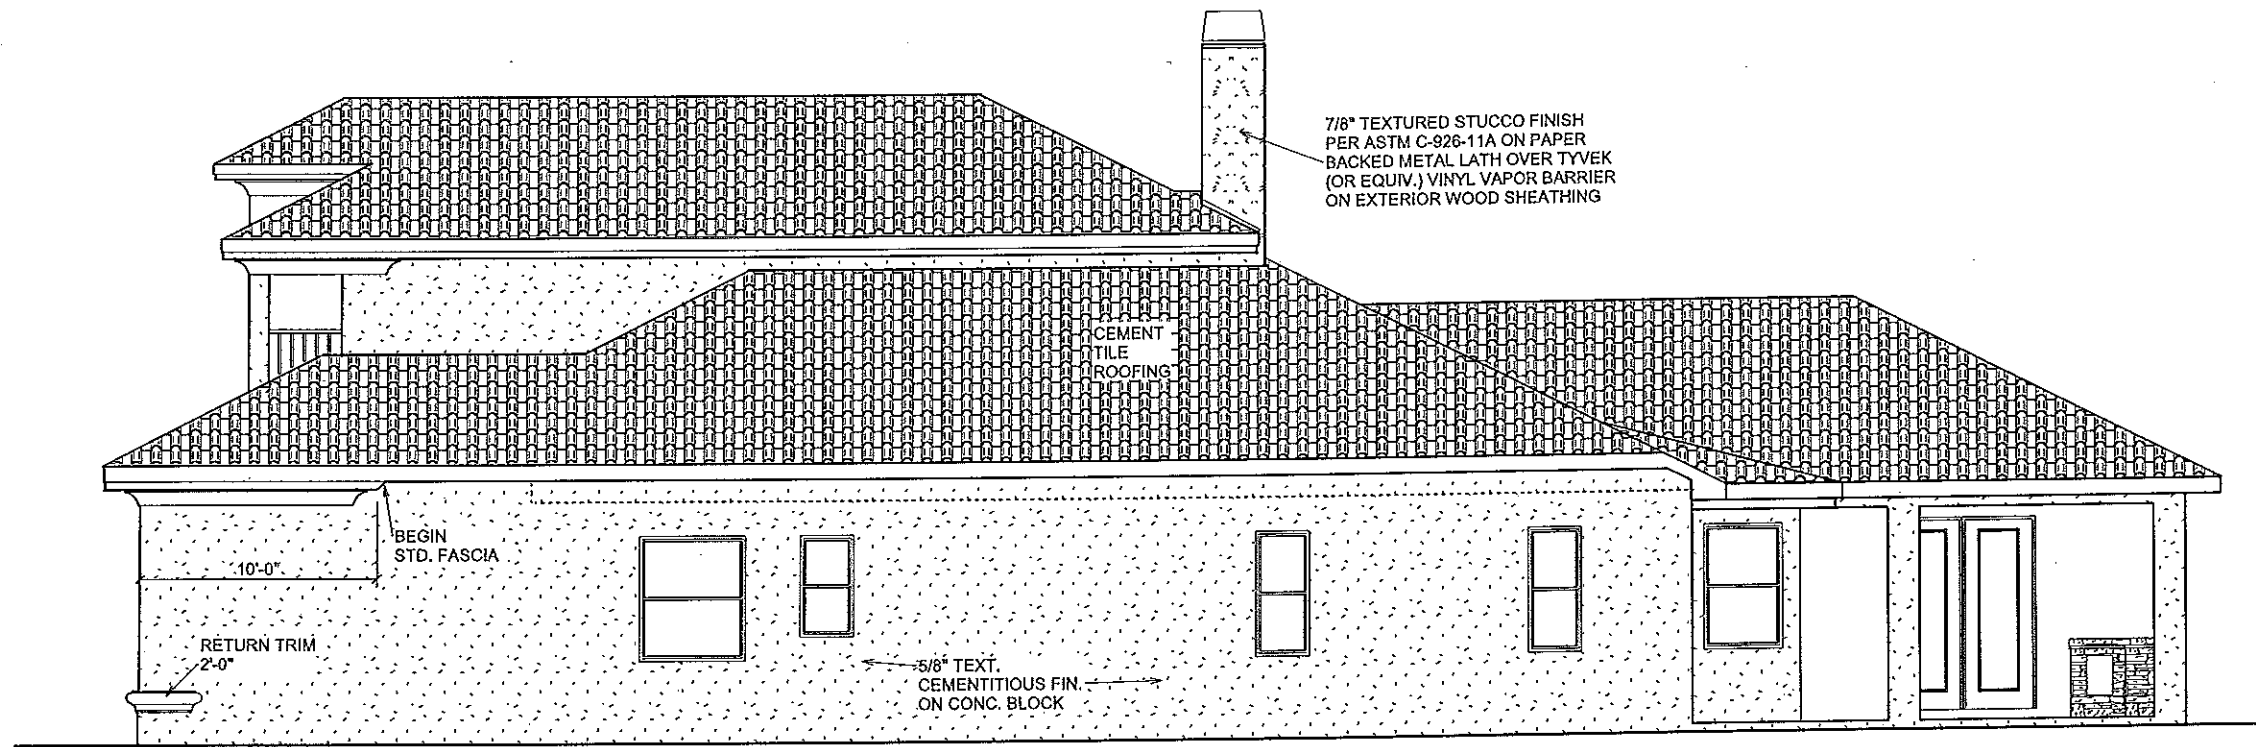 7/8" TEXTURED STUCCO FINISH
PER ASTM C-926-11A ON PAPER
BACKED METAL LATH OVER TYVEK
(OR EQUIV.) VINYL VAPOR BARRIER
ON EXTERIOR WOOD SHEATHING
CEMENT
TILE
ROOFING
BEGIN
STD. FASCIA
10'-0"
RETURN TRIM
2'-0"
5/8" TEXT.
CEMENTITIOUS FIN.
ON CONC. BLOCK